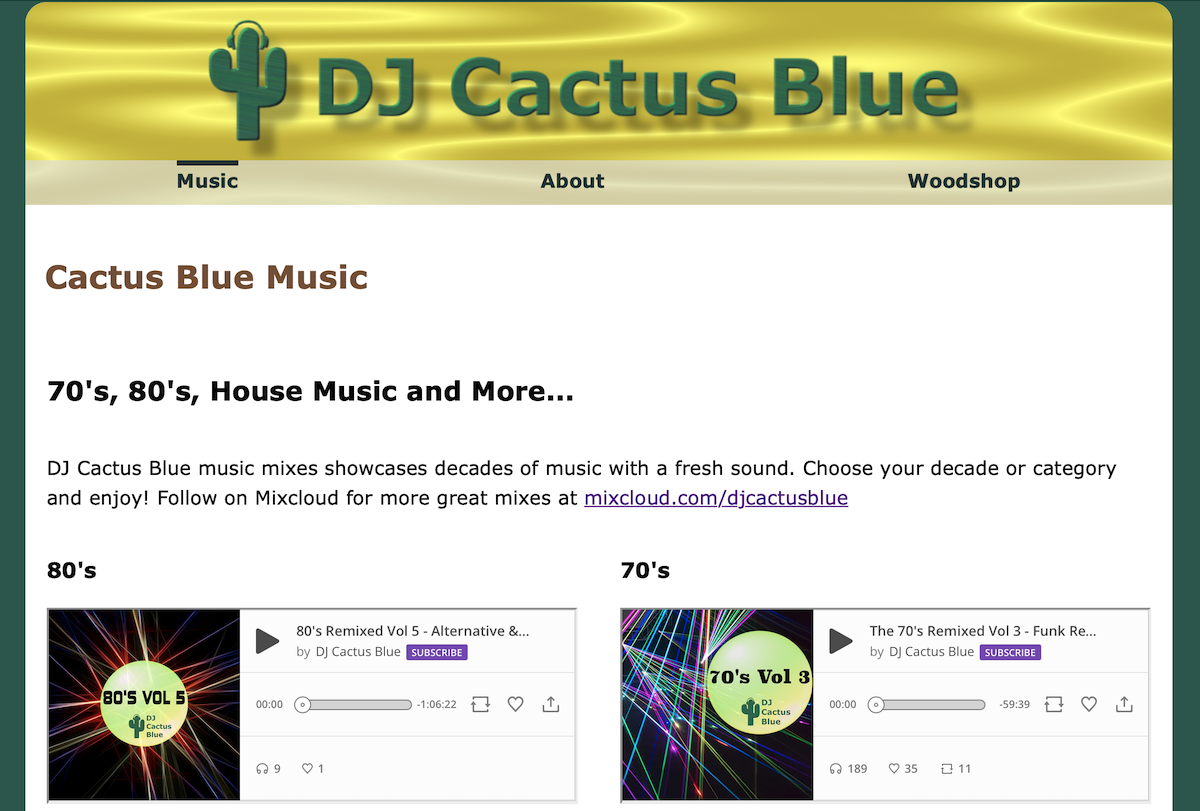 DJ Cactus Blue
Music About Woodshop
Cactus Blue Music
70's, 80's, House Music and More...
DJ Cactus Blue music mixes showcases decades of music with a fresh sound. Choose your decade or category
and enjoy! Follow on Mixcloud for more great mixes at mixcloud.com/djcactusblue
80's
80'S VOL 5
DJ
Cactus
Blue
80's Remixed Vol 5 - Alternative &...
by DJ Cactus Blue SUBSCRIBE
00:00 -1:06:22
9 1
70's
70's Vol 3
DJ
Cactus
Blue
The 70's Remixed Vol 3 - Funk Re...
by DJ Cactus Blue SUBSCRIBE
00:00 -59:39
189 35 11